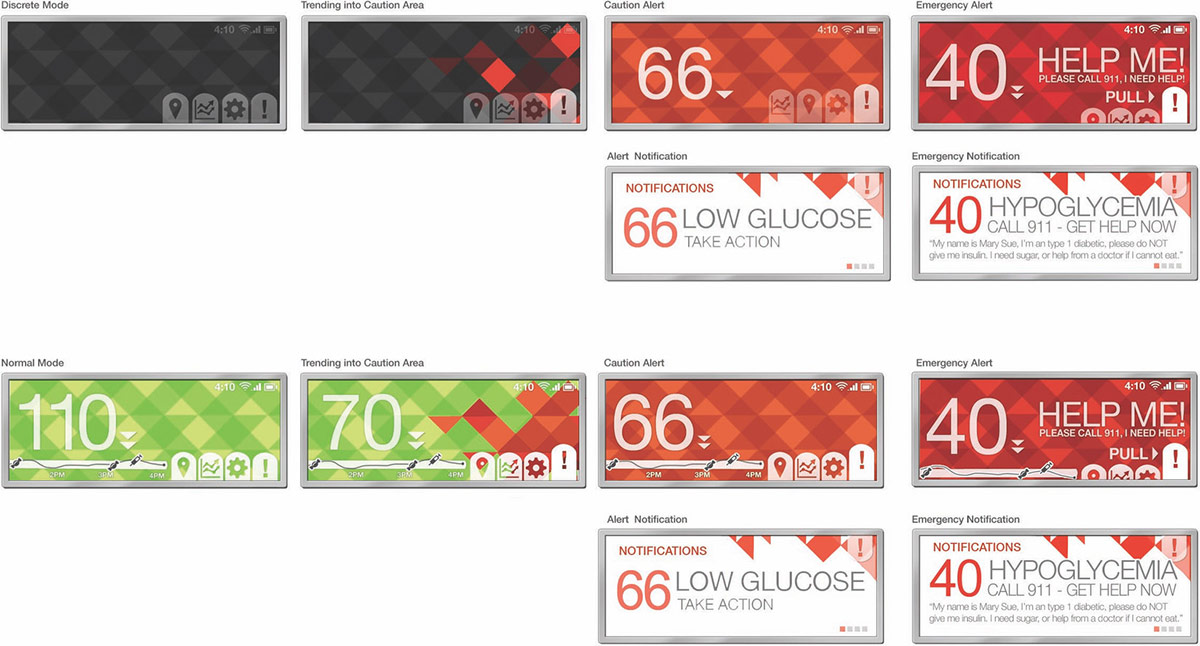 Discrete Mode
Trending into Caution Area
Caution Alert
Emergency Alert
4:10
4:10
4:10
66
4:10
40
HELP ME!
PLEASE CALL 911, I NEED HELP!
PULL
!
!
!
!
Alert Notification
Emergency Notification
NOTIFICATIONS
!
66 LOW GLUCOSE
TAKE ACTION
NOTIFICATIONS
!
40 HYPOGLYCEMIA
CALL 911 - GET HELP NOW
“My name is Mary Sue, I’m an type 1 diabetic, please do NOT
give me insulin. I need sugar, or help from a doctor if I cannot eat.”
Normal Mode
Trending into Caution Area
Caution Alert
Emergency Alert
4:10
110
2PM 3PM 4PM
!
4:10
70
2PM 3PM 4PM
!
4:10
66
2PM 3PM 4PM
!
4:10
40
HELP ME!
PLEASE CALL 911, I NEED HELP!
PULL
!
Alert Notification
Emergency Notification
NOTIFICATIONS
!
66 LOW GLUCOSE
TAKE ACTION
NOTIFICATIONS
!
40 HYPOGLYCEMIA
CALL 911 - GET HELP NOW
“My name is Mary Sue, I’m an type 1 diabetic, please do NOT
give me insulin. I need sugar, or help from a doctor if I cannot eat.”